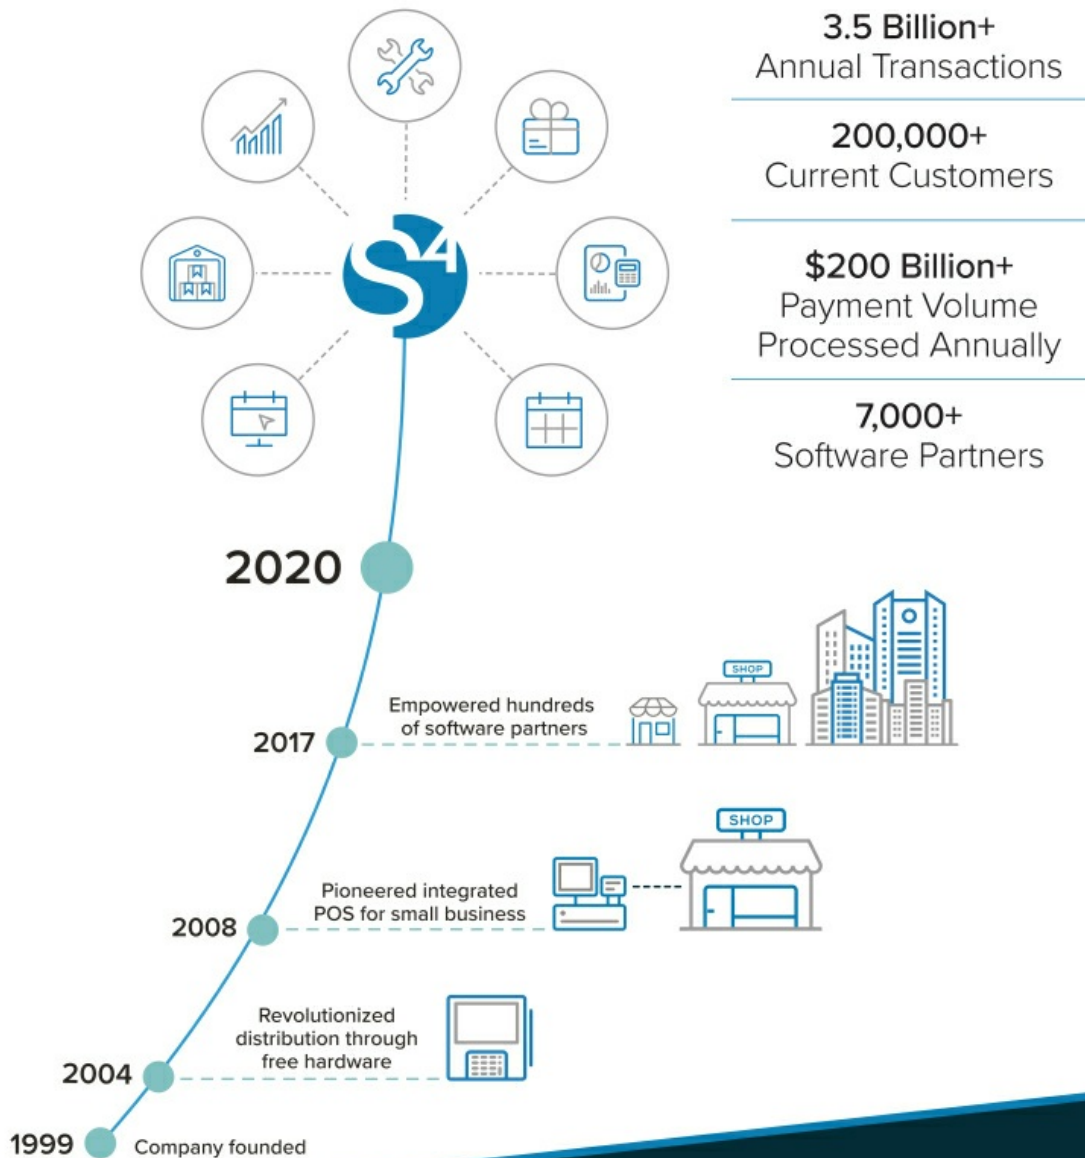 3.5 Billion+
Annual Transactions
200,000+
Current Customers
$200 Billion+
Payment Volume
Processed Annually
7,000+
Software Partners
S4
2020
Empowered hundreds
of software partners
2017
SHOP
SHOP
Pioneered integrated
POS for small business
2008
Revolutionized
distribution through
free hardware
2004
1999
Company founded